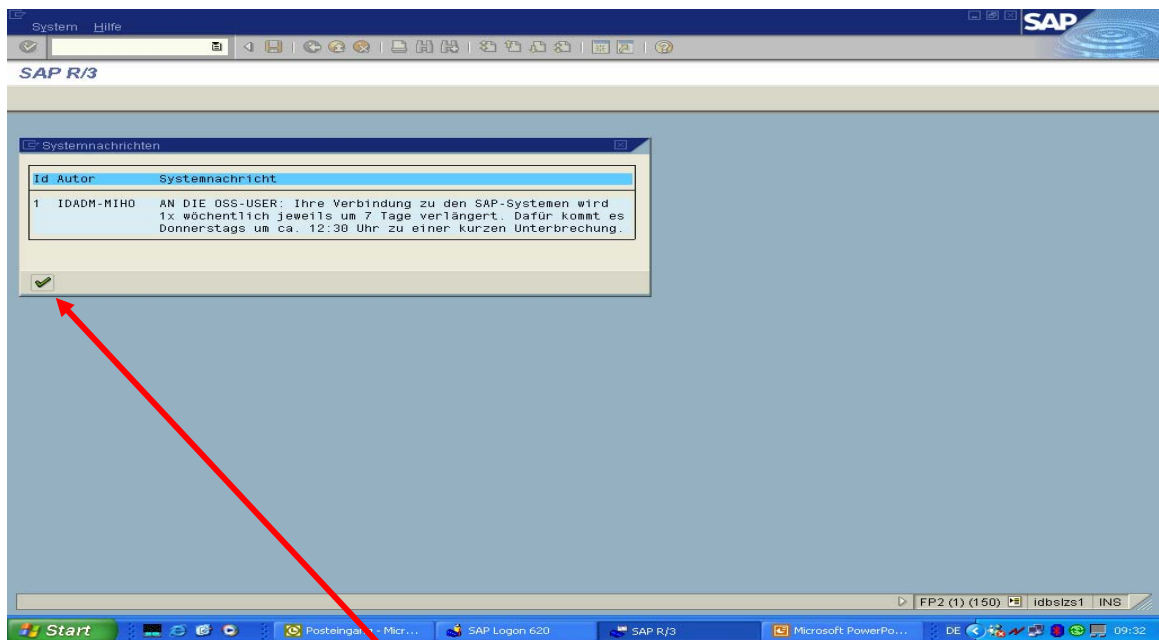 System Hilfe
SAP
SAP R/3
Systemnachrichten
Id Autor Systemnachricht
1 IDADM-MIHO AN DIE OSS-USER: Ihre Verbindung zu den SAP-Systemen wird
1x wöchentlich jeweils um 7 Tage verlängert. Dafür kommt es
Donnerstags um ca. 12:30 Uhr zu einer kurzen Unterbrechung.
FP2 (1) (150) idbslzs1 INS
Start Posteingang - Micr... SAP Logon 620 SAP R/3 Microsoft PowerPo... DE 09:32